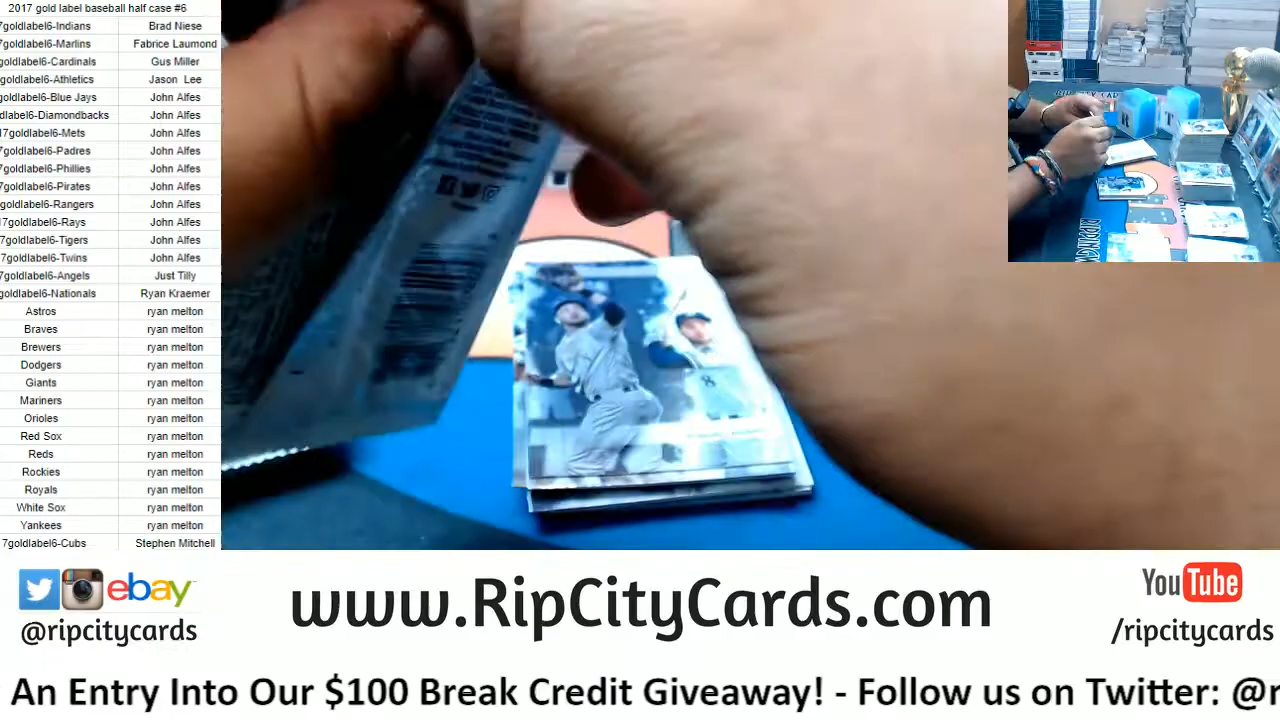 2017 gold label baseball half case #6
7goldlabel6-Indians Brad Niese
7goldlabel6-Marlins Fabrice Laumond
goldlabel6-Cardinals Gus Miller
goldlabel6-Athletics Jason Lee
goldlabel6-Blue Jays John Alfes
dlabel6-Diamondbacks John Alfes
17goldlabel6-Mets John Alfes
7goldlabel6-Padres John Alfes
7goldlabel6-Phillies John Alfes
7goldlabel6-Pirates John Alfes
goldlabel6-Rangers John Alfes
17goldlabel6-Rays John Alfes
7goldlabel6-Tigers John Alfes
7goldlabel6-Twins John Alfes
7goldlabel6-Angels Just Tilly
goldlabel6-Nationals Ryan Kraemer
Astros ryan melton
Braves ryan melton
Brewers ryan melton
Dodgers ryan melton
Giants ryan melton
Mariners ryan melton
Orioles ryan melton
Red Sox ryan melton
Reds ryan melton
Rockies ryan melton
Royals ryan melton
White Sox ryan melton
Yankees ryan melton
7goldlabel6-Cubs Stephen Mitchell
ebay
@ripcitycards
www.RipCityCards.com
YouTube
/ripcitycards
An Entry Into Our $100 Break Credit Giveaway! - Follow us on Twitter: @r